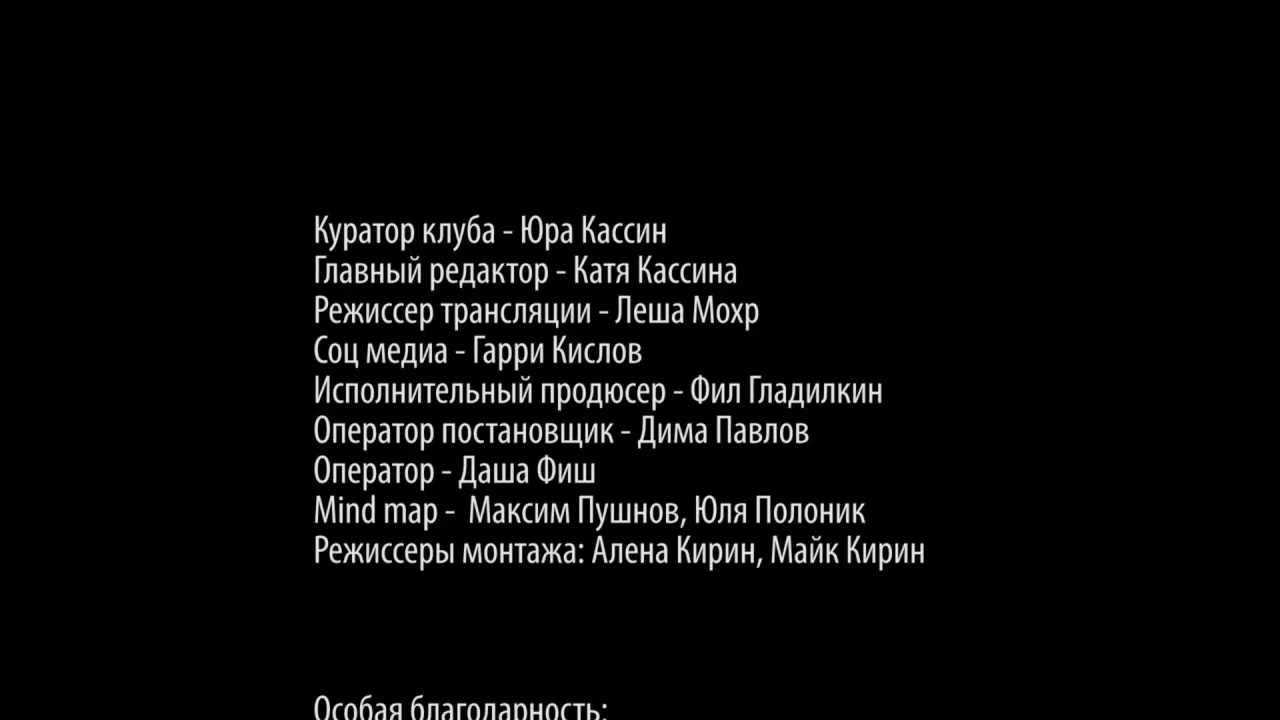 Куратор клуба - Юра Кассин
Главный редактор - Катя Кассина
Режиссер трансляции - Леша Мохр
Соц медиа - Гарри Кислов
Исполнительный продюсер - Фил Гладилкин
Оператор постановщик - Дима Павлов
Оператор - Даша Фиш
Mind map -  Максим Пушнов, Юля Полоник
Режиссеры монтажа: Алена Кирин, Майк Кирин
Особая благодарность: